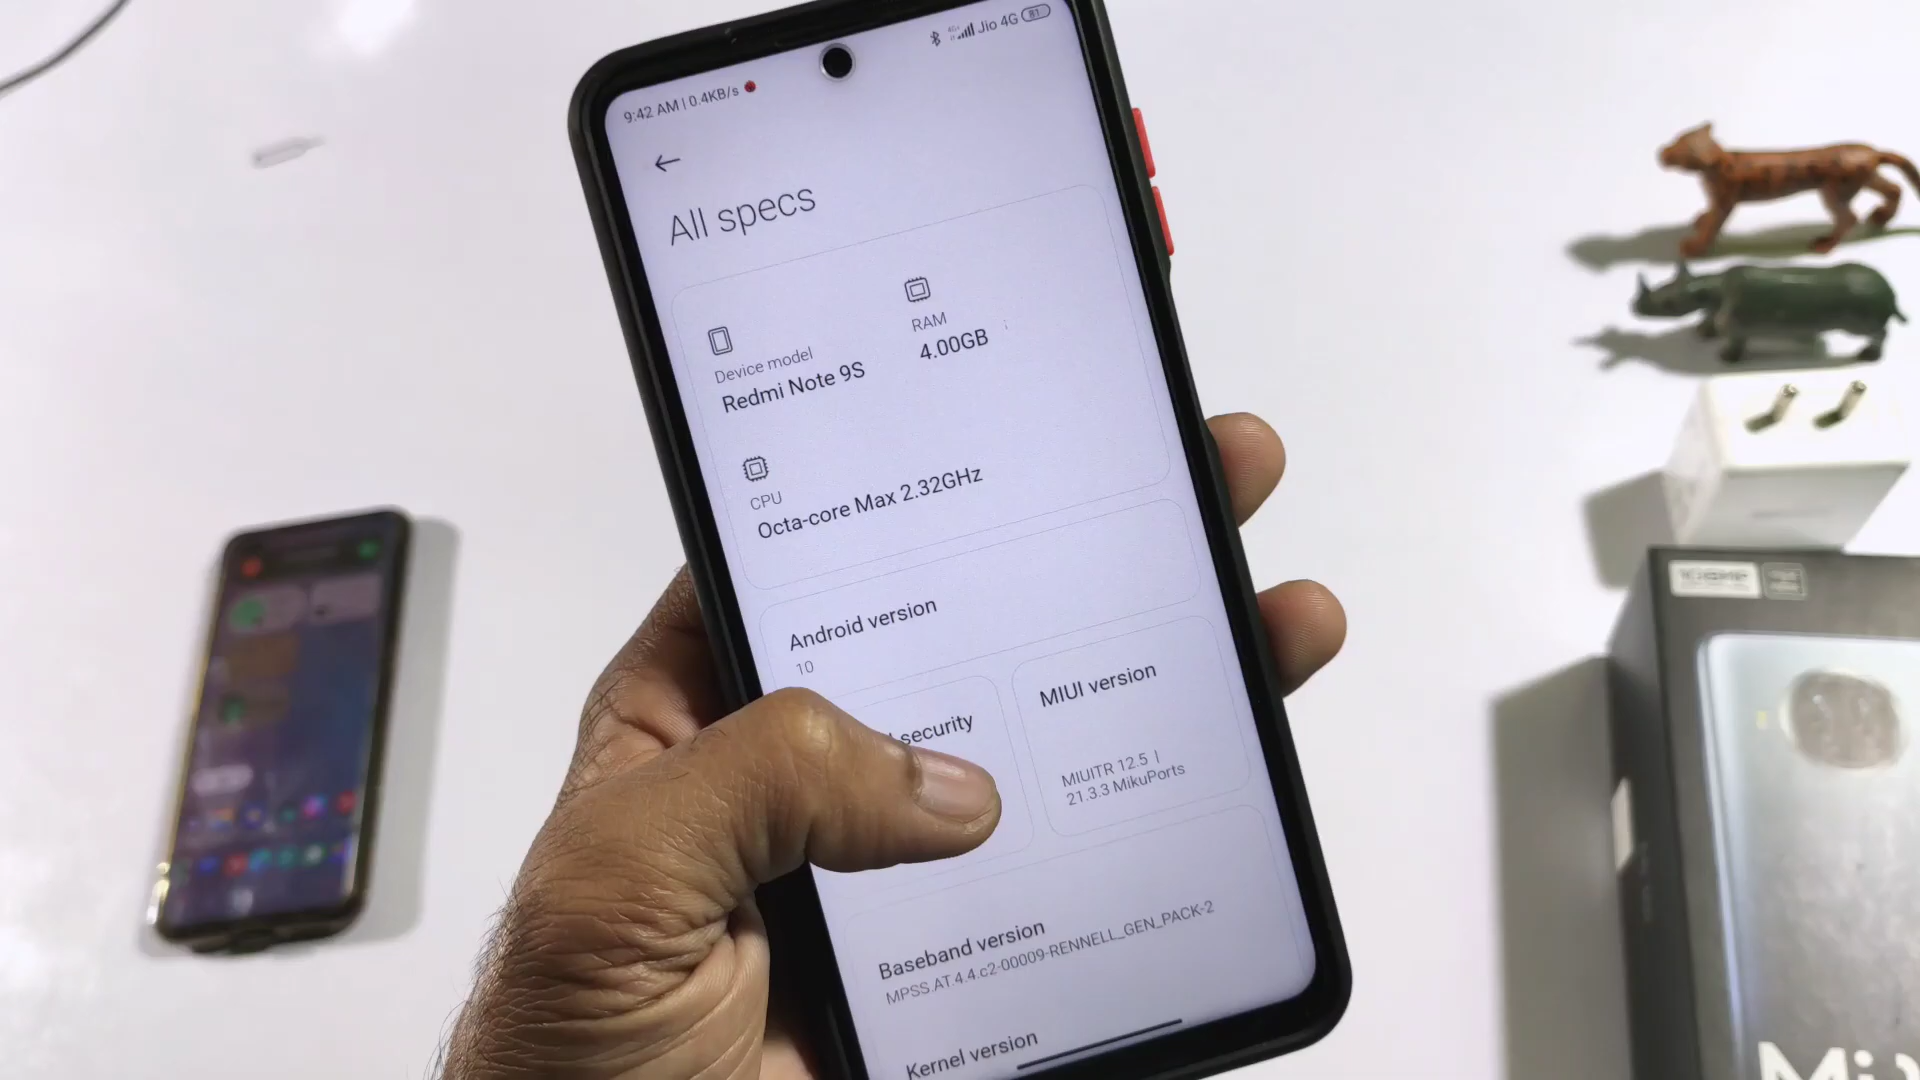 9:42 AM | 0.4KB/s
Jio 4G 81
All specs
Device model
Redmi Note 9S
RAM
4.00GB
CPU
Octa-core Max 2.32GHz
Android version
10
security
MIUI version
MIUITR 12.5 |
21.3.3 MikuPorts
Baseband version
MPSS.AT.4.4.c2-00009-RENNELL_GEN_PACK-2
Kernel version
Mi